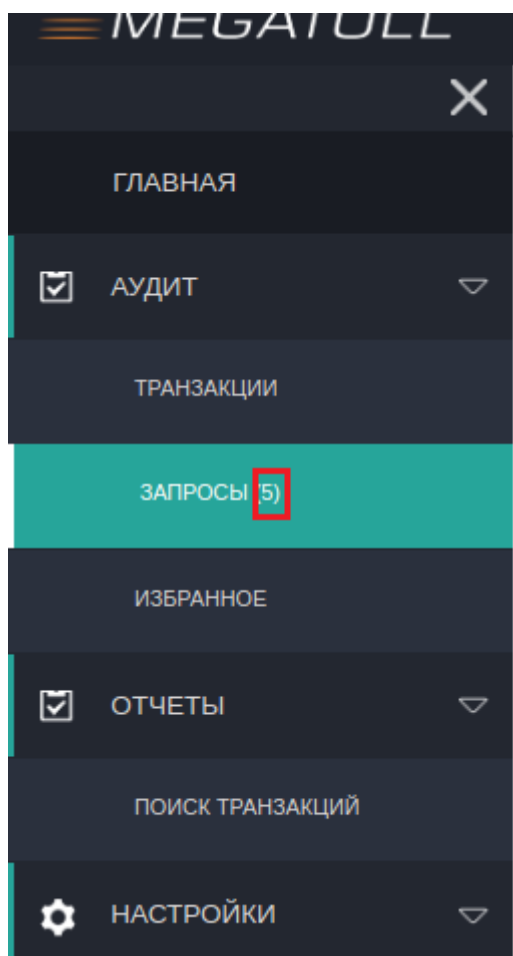 MEGATOLL
ГЛАВНАЯ
АУДИТ
ТРАНЗАКЦИИ
ЗАПРОСЫ (5)
ИЗБРАННОЕ
ОТЧЕТЫ
ПОИСК ТРАНЗАКЦИЙ
НАСТРОЙКИ